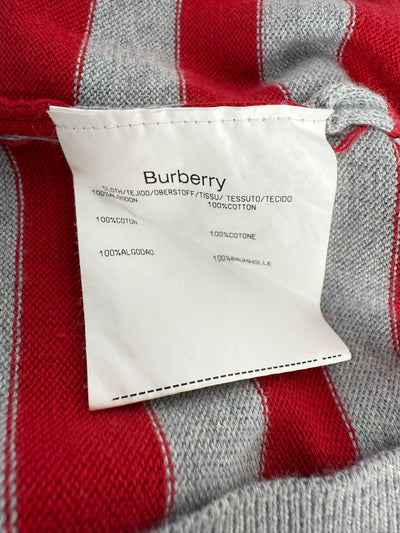 Burberry
CLOTH/TEJIDO/OBERSTOFF/TISSU/ TESSUTO/TECIDO
100%ALGODON 100%COTTON
100%COTON 100%COTONE
100%ALGODAO 100%BAUMWOLLE